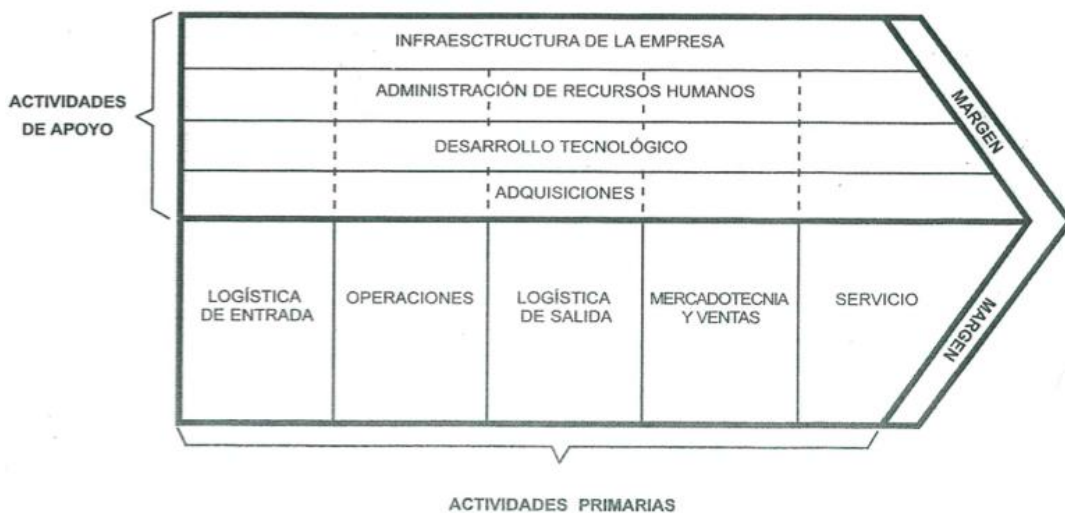 INFRAESCTRUCTURA DE LA EMPRESA
ADMINISTRACIÓN DE RECURSOS HUMANOS
DESARROLLO TECNOLÓGICO
ADQUISICIONES
ACTIVIDADES
DE APOYO
MARGEN
LOGÍSTICA
DE ENTRADA
OPERACIONES
LOGÍSTICA
DE SALIDA
MERCADOTECNIA
Y VENTAS
SERVICIO
MARGEN
ACTIVIDADES PRIMARIAS